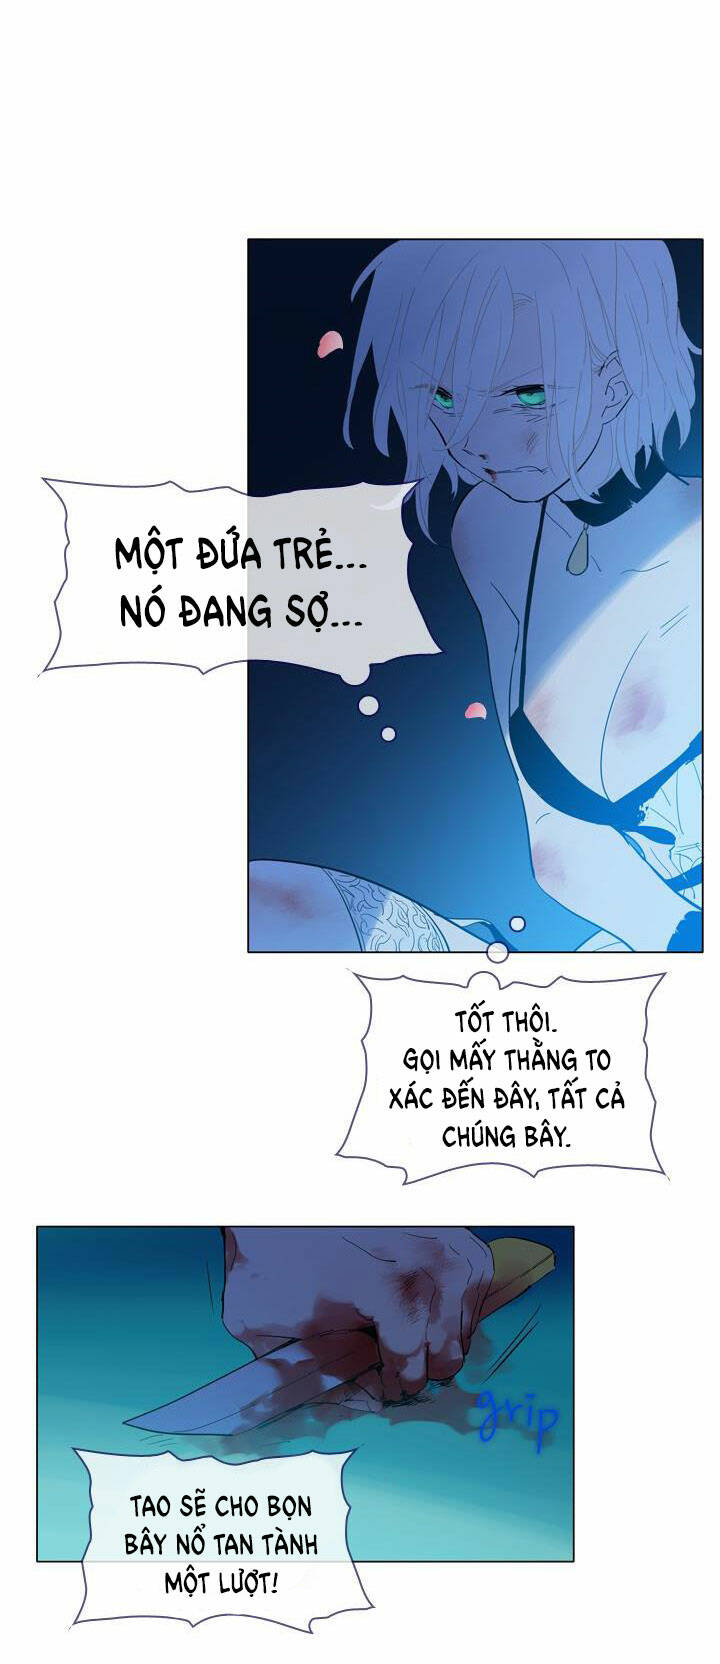 MỘT ĐỨA TRẺ...
NÓ ĐANG SỢ...
TỐT THÔI.
GỌI MẤY THẰNG TO
XÁC ĐẾN ĐÂY, TẤT CẢ
CHÚNG BÂY.
grip
TAO SẼ CHO BỌN
BÂY NỔ TAN TÀNH
MỘT LƯỢT!